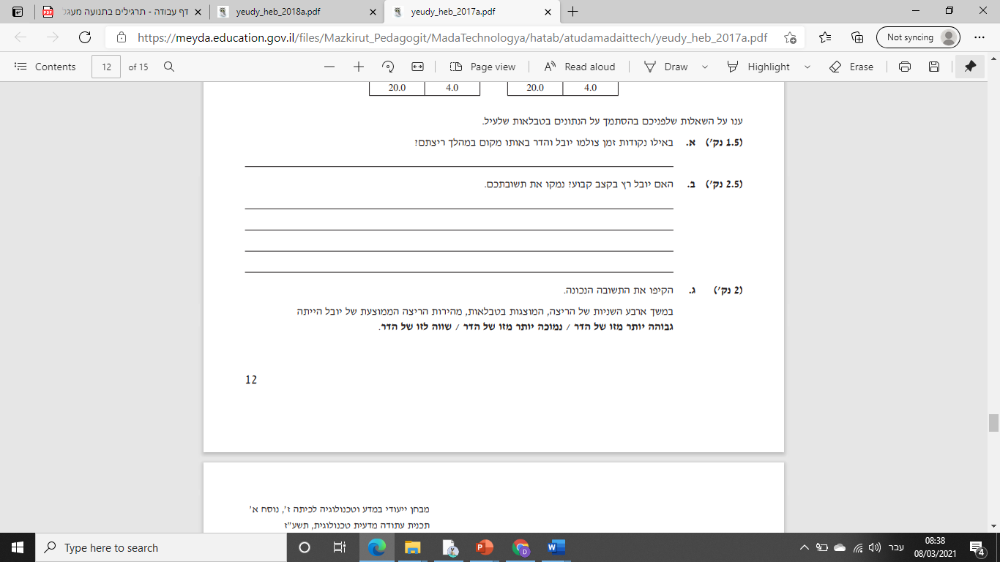 דף עבודה - תרגילים בתנועה מעגל
yeudy_heb_2018a.pdf
yeudy_heb_2017a.pdf
https://meyda.education.gov.il/files/Mazkirut_Pedagogit/MadaTechnologya/hatab/atudamadaittech/yeudy_heb_2017a.pdf
Not syncing
Contents
12 of 15
Page view
Read aloud
Draw
Highlight
Erase
20.0 4.0 20.0 4.0
ענו על השאלות שלפניכם בהסתמך על הנתונים בטבלאות שלעיל.
(1.5 נק') א. באילו נקודות זמן צולמו יובל והדר באותו מקום במהלך ריצתם?
(2.5 נק') ב. האם יובל רץ בקצב קבוע? נמקו את תשובתכם.
(2 נק') ג. הקיפו את התשובה הנכונה.
במשך ארבע השניות של הריצה, המוצגות בטבלאות, מהירות הריצה הממוצעת של יובל הייתה
גבוהה יותר מזו של הדר / נמוכה יותר מזו של הדר / שווה לזו של הדר.
12
מבחן ייעודי במדע וטכנולוגיה לכיתה ז', נוסח א'
תכנית עתודה מדעית טכנולוגית, תשע"ז
Type here to search
עבר
08:38
08/03/2021
4